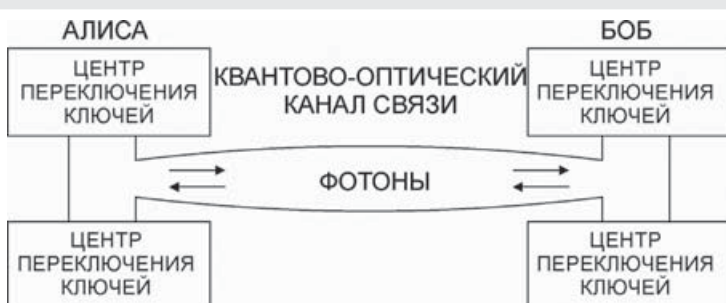 АЛИСА
БОБ
ЦЕНТР
ПЕРЕКЛЮЧЕНИЯ
КЛЮЧЕЙ
КВАНТОВО-ОПТИЧЕСКИЙ
КАНАЛ СВЯЗИ
ЦЕНТР
ПЕРЕКЛЮЧЕНИЯ
КЛЮЧЕЙ
ФОТОНЫ
ЦЕНТР
ПЕРЕКЛЮЧЕНИЯ
КЛЮЧЕЙ
ЦЕНТР
ПЕРЕКЛЮЧЕНИЯ
КЛЮЧЕЙ